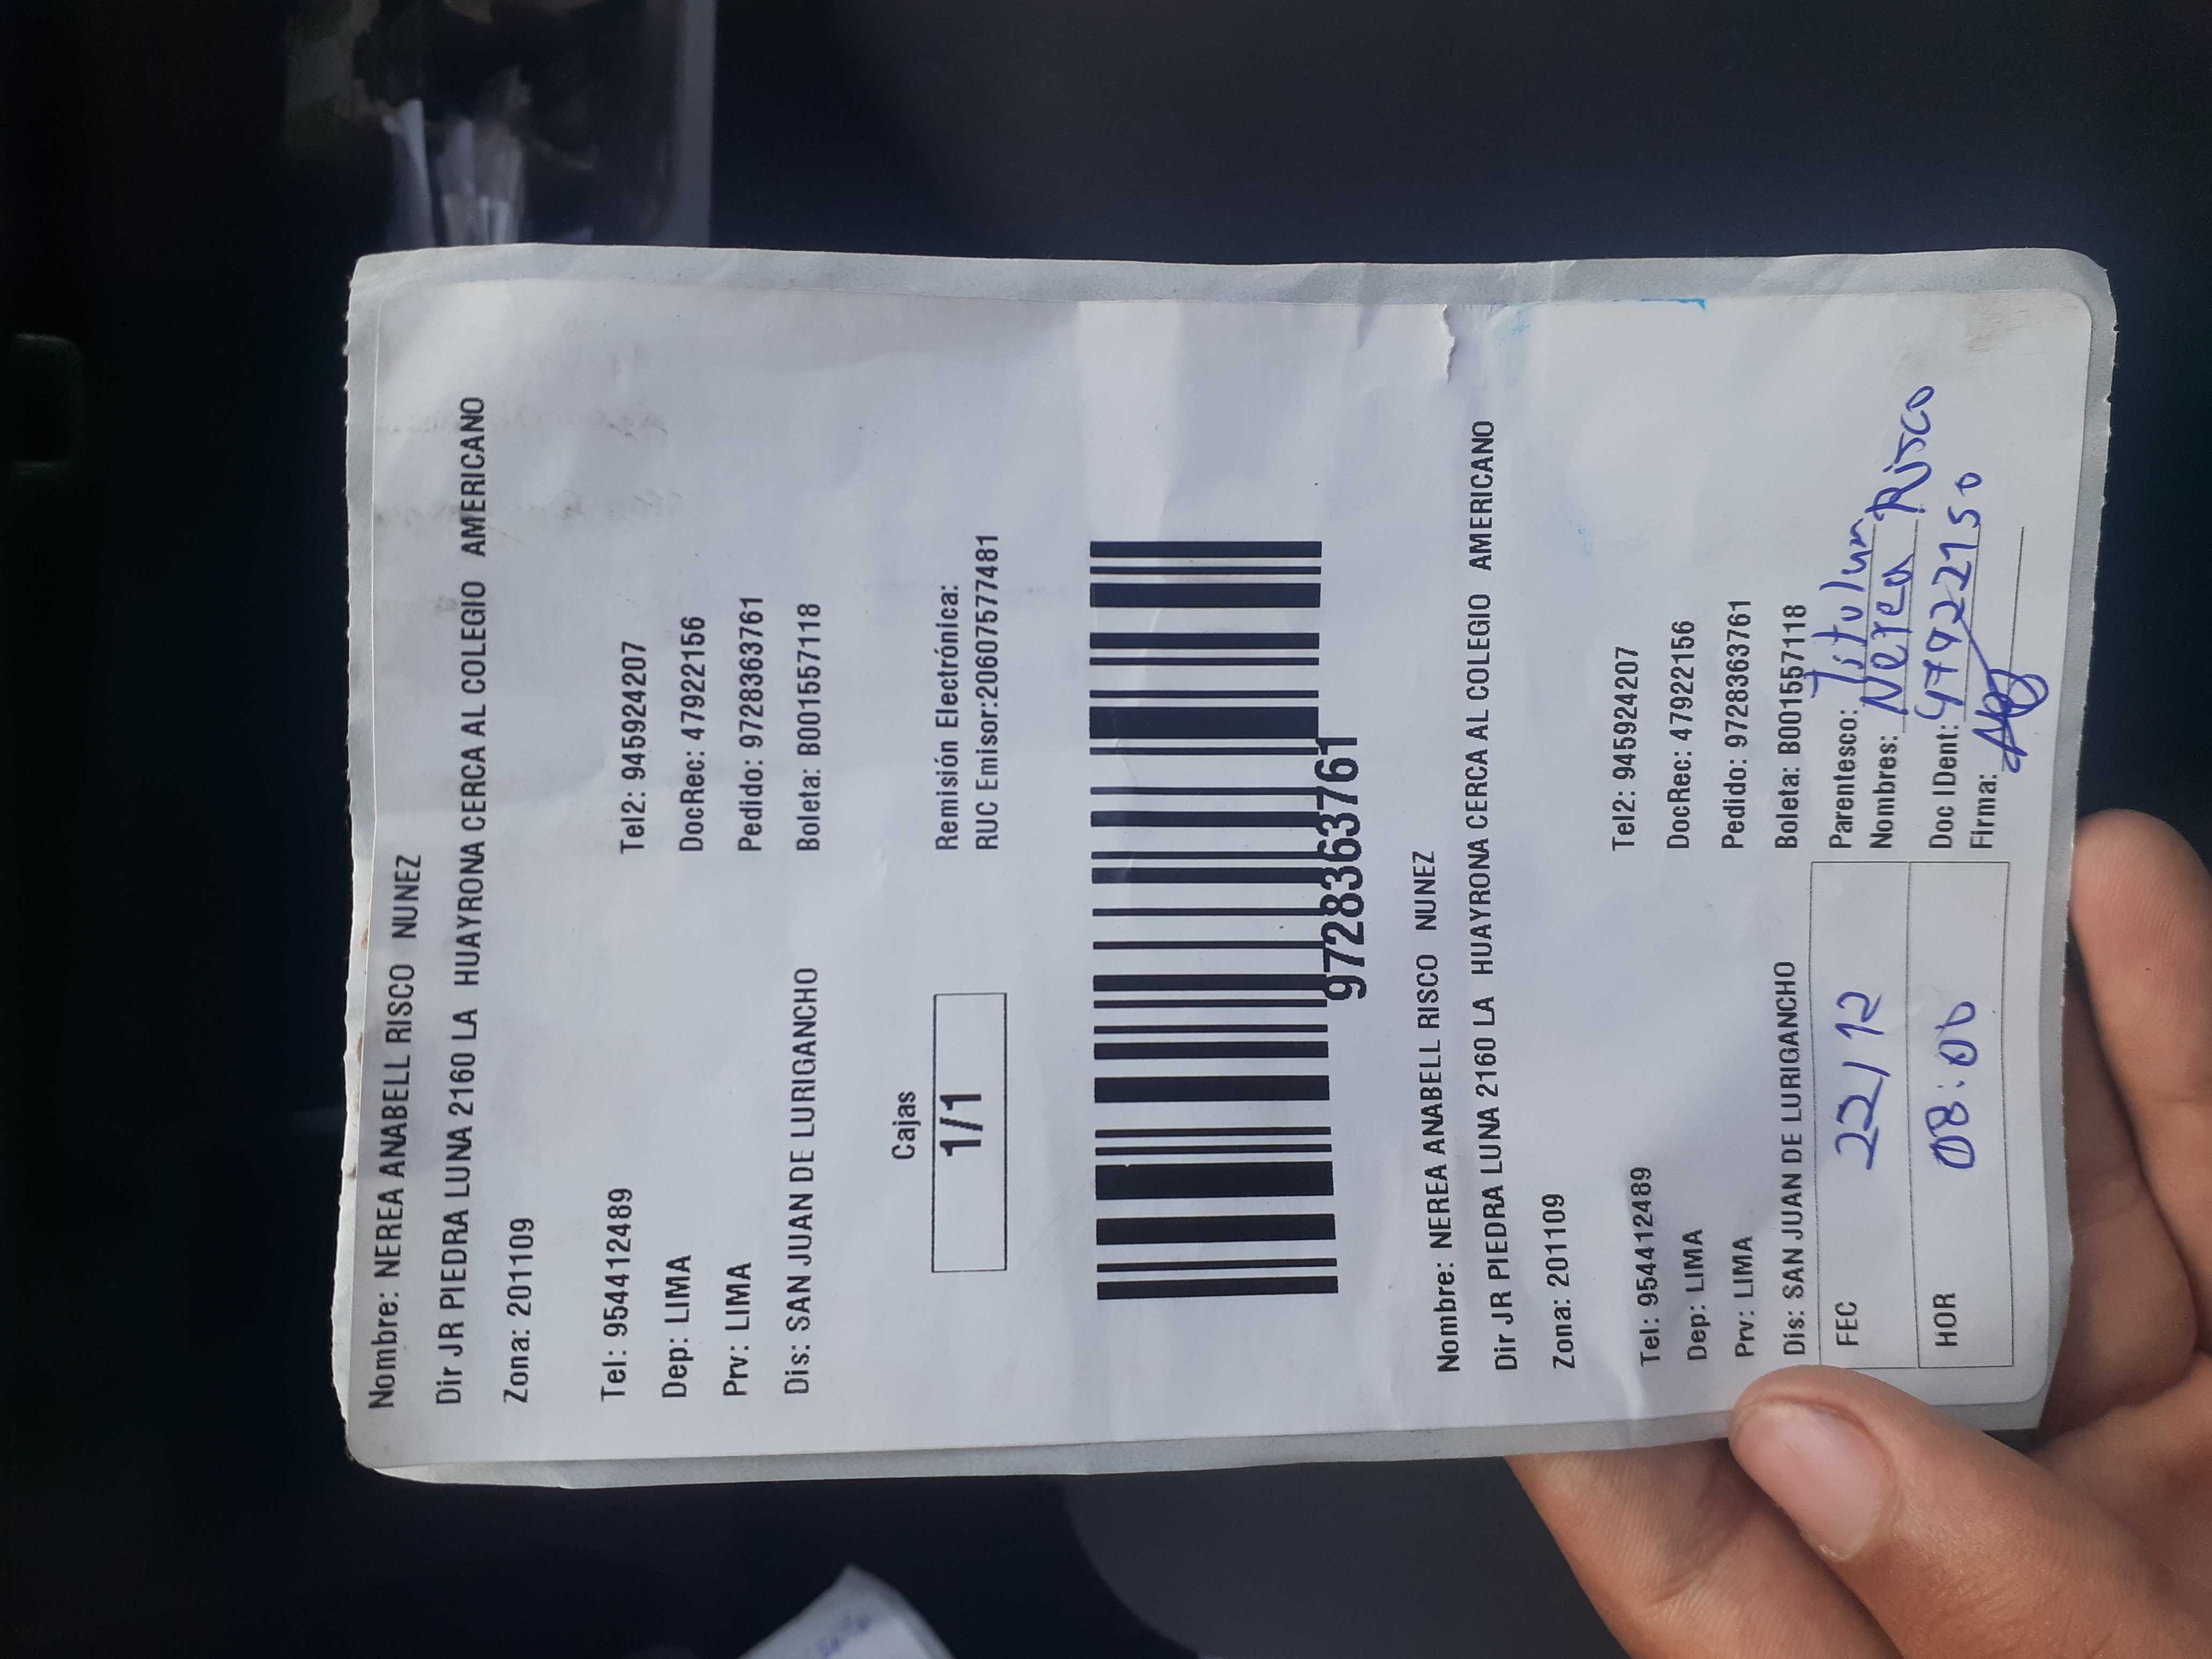 Nombre: NEREA ANABELL RISCO NUNEZ
Dir JR PIEDRA LUNA 2160 LA HUAYRONA CERCA AL COLEGIO AMERICANO
Zona: 201109
Tel: 954412489 Tel2: 945924207
Dep: LIMA DocRec: 47922156
Prv: LIMA Pedido: 9728363761
Dis: SAN JUAN DE LURIGANCHO Boleta: B001557118
Cajas
1/1
Remisión Electrónica:
RUC Emisor:20607577481
9728363761
Nombre: NEREA ANABELL RISCO NUNEZ
Dir JR PIEDRA LUNA 2160 LA HUAYRONA CERCA AL COLEGIO AMERICANO
Zona: 201109
Tel: 954412489 Tel2: 945924207
Dep: LIMA DocRec: 47922156
Prv: LIMA Pedido: 9728363761
Dis: SAN JUAN DE LURIGANCHO Boleta: B001557118
FEC 22/12 Parentesco:
Nombres: Nerea Risco
HOR 08:00 Doc IDent:
Firma: